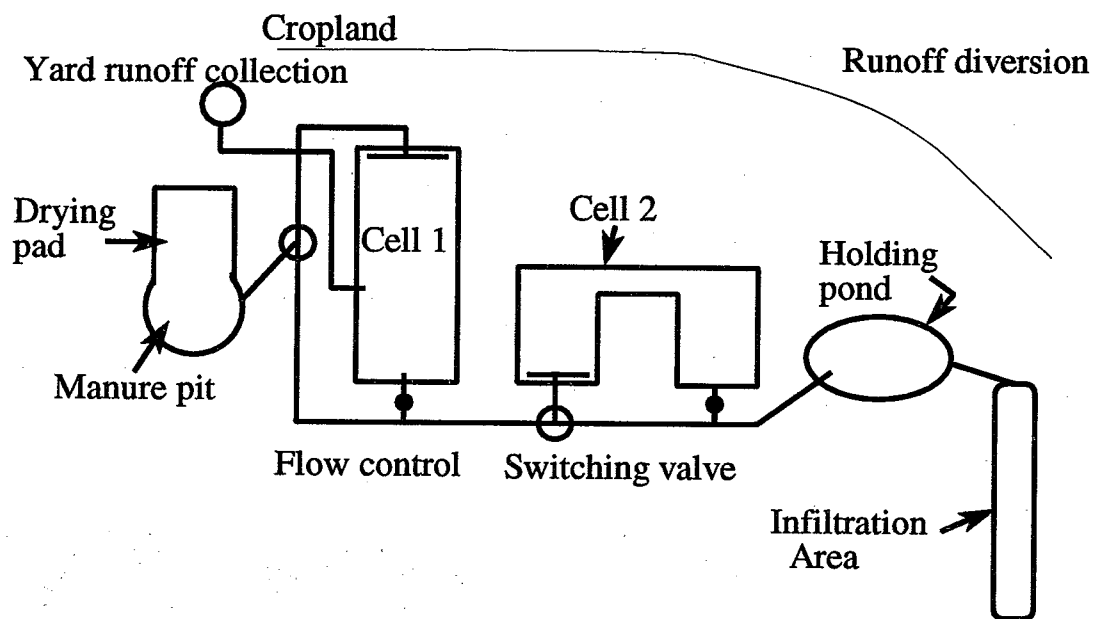 Cropland
Yard runoff collection
Runoff diversion
Drying
pad
Cell 1
Cell 2
Holding
pond
Manure pit
Flow control
Switching valve
Infiltration
Area